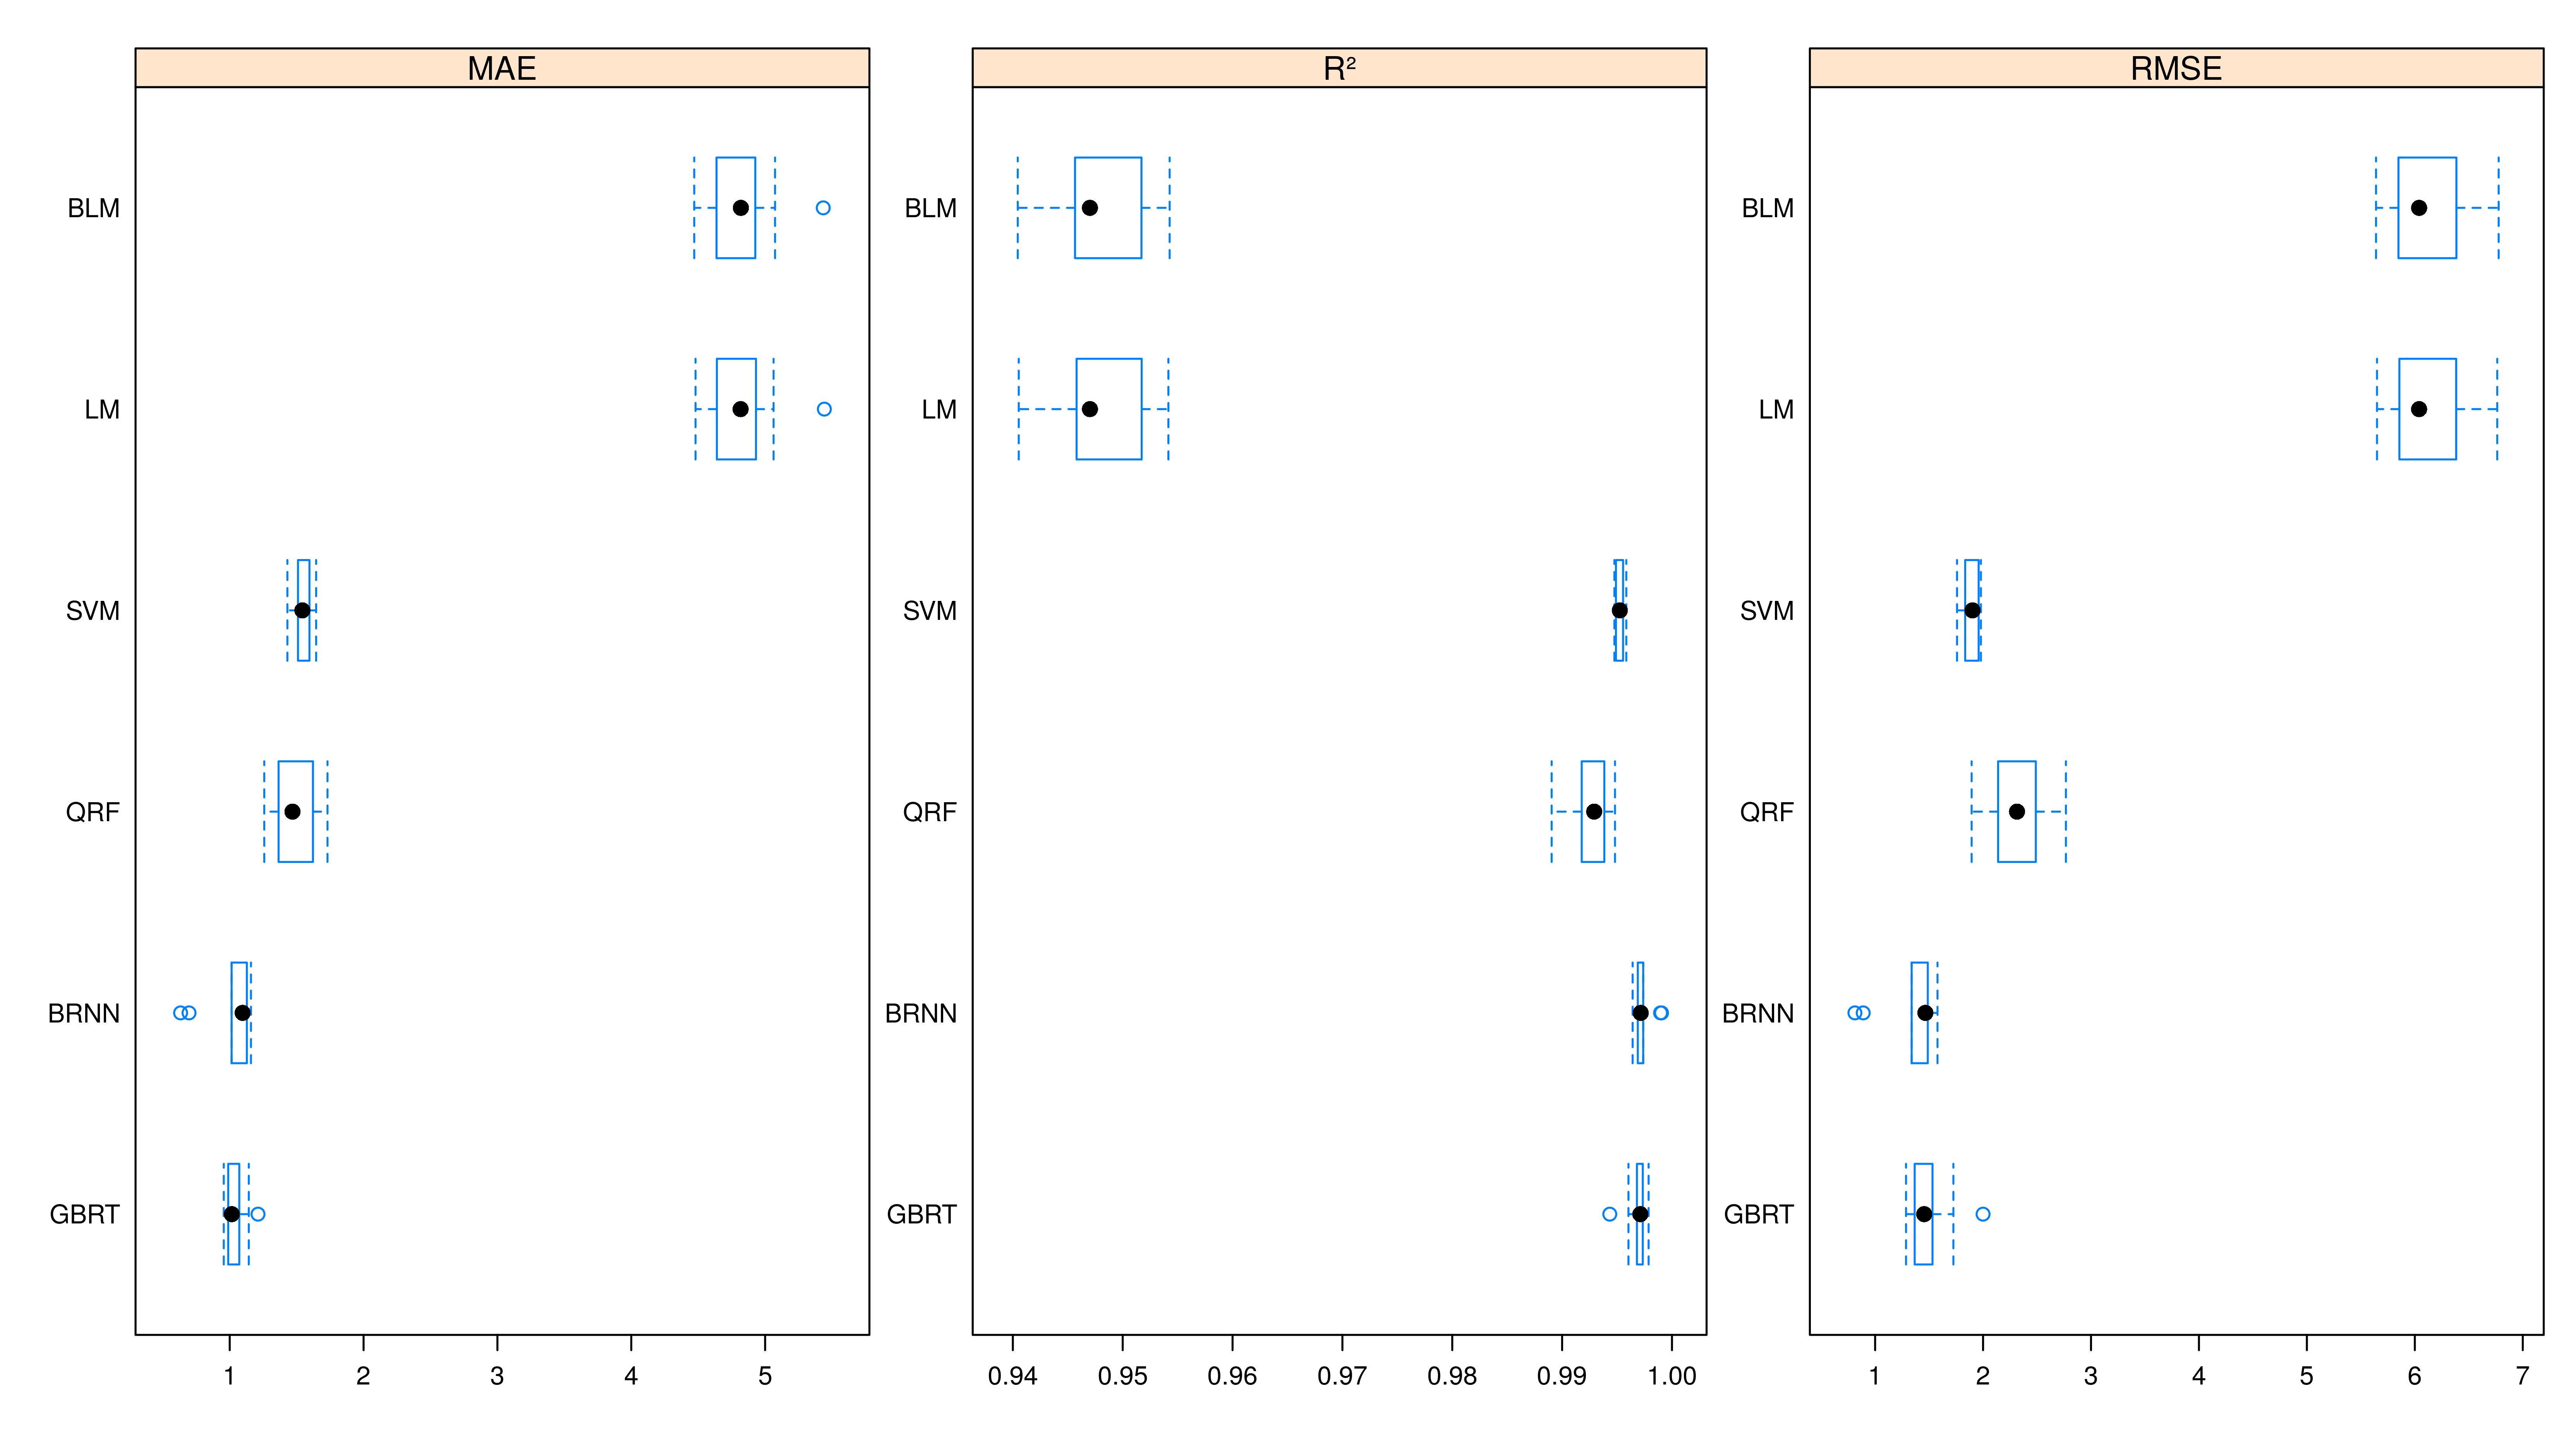 MAE R² RMSE
BLM BLM BLM
LM LM LM
SVM SVM SVM
QRF QRF QRF
BRNN BRNN BRNN
GBRT GBRT GBRT
1 2 3 4 5 0.94 0.95 0.96 0.97 0.98 0.99 1.00 1 2 3 4 5 6 7